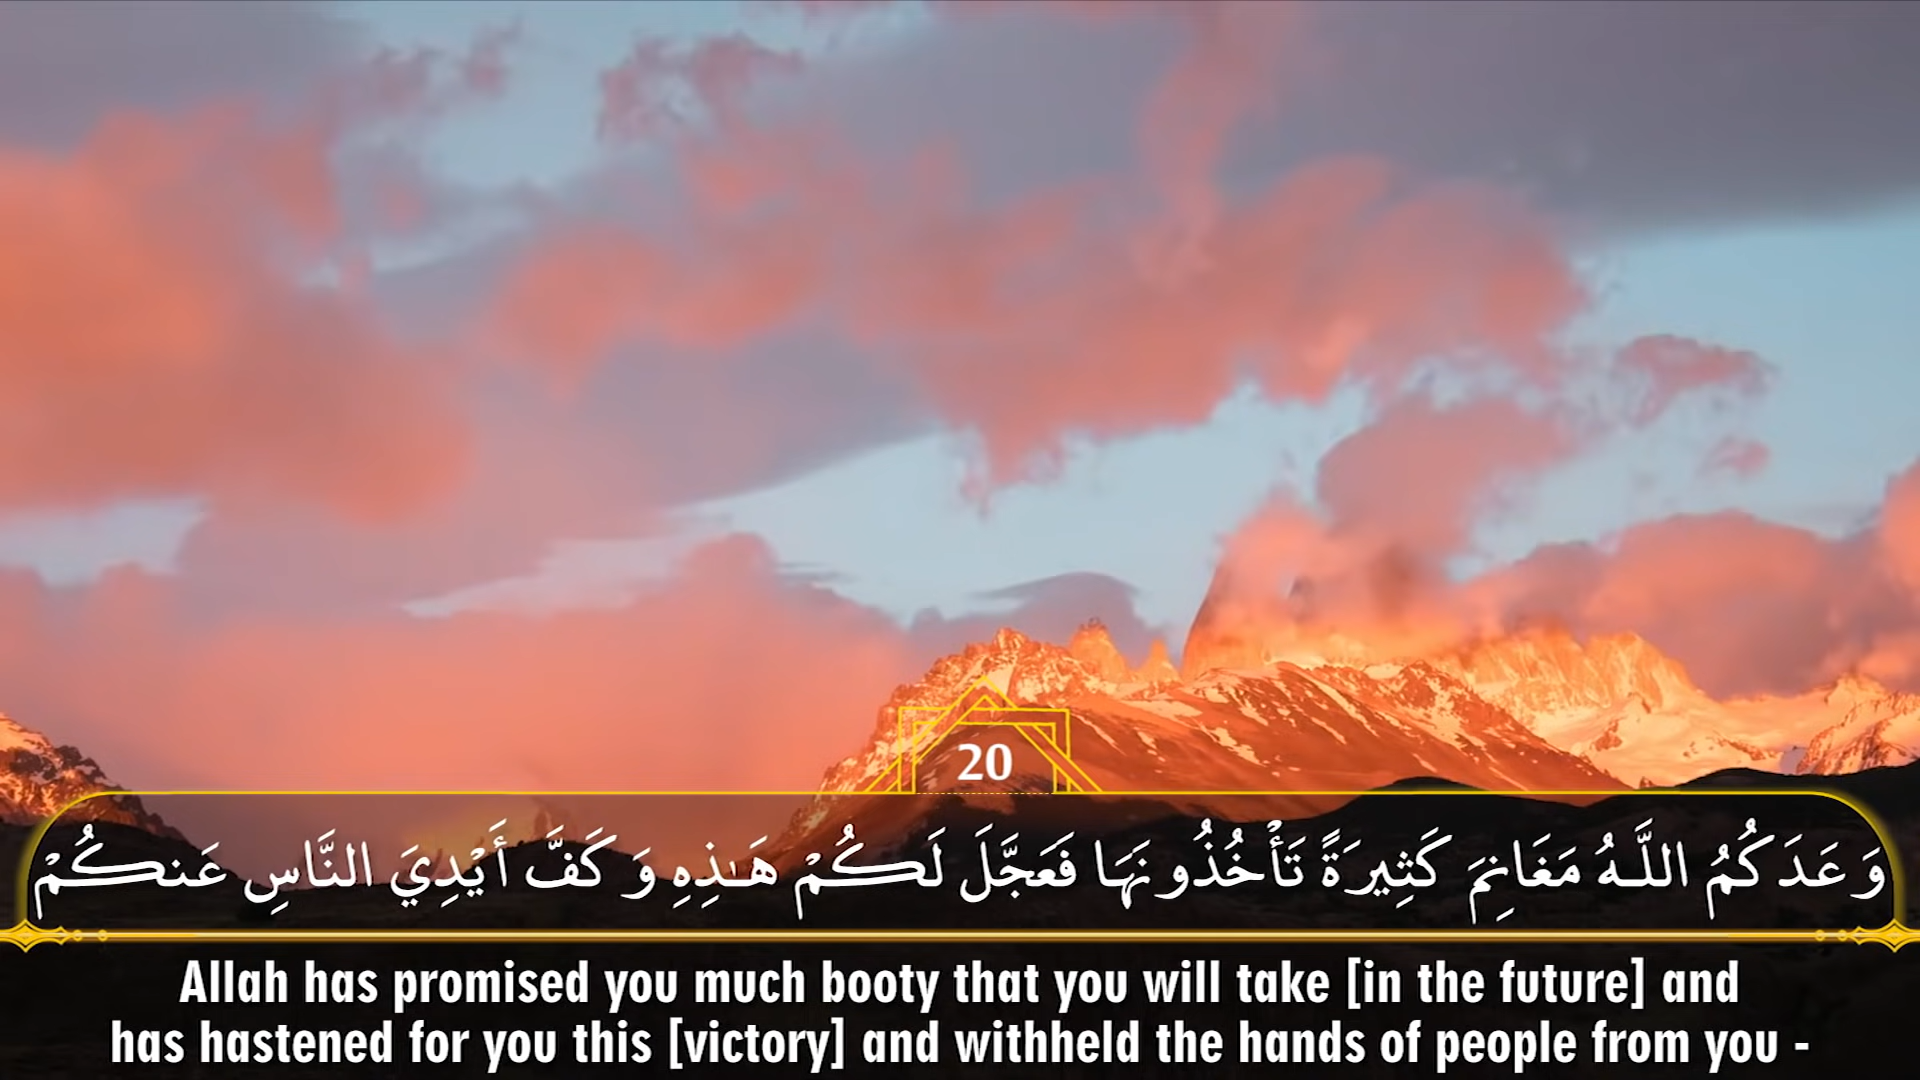 20
وَعَدَكُمُ اللَّـهُ مَغَانِمَ كَثِيرَةً تَأْخُذُونَهَا فَعَجَّلَ لَكُمْ هَـٰذِهِ وَكَفَّ أَيْدِيَ النَّاسِ عَنكُمْ
Allah has promised you much booty that you will take [in the future] and
has hastened for you this [victory] and withheld the hands of people from you -